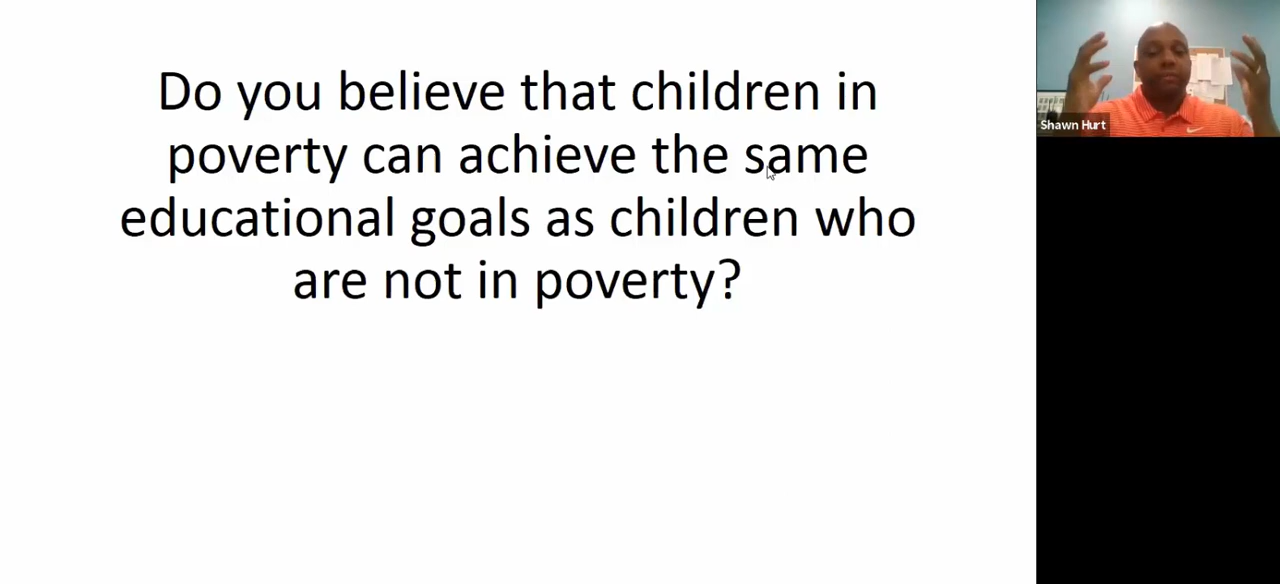 Do you believe that children in
poverty can achieve the same
educational goals as children who
are not in poverty?
Shawn Hurt